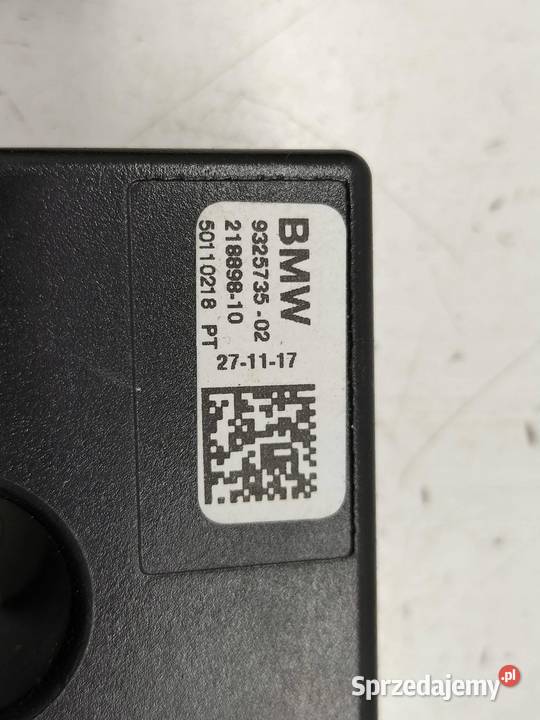 BMW
9325735-02
218898-10
50110218 PT
27-11-17
Sprzedajemy.pl